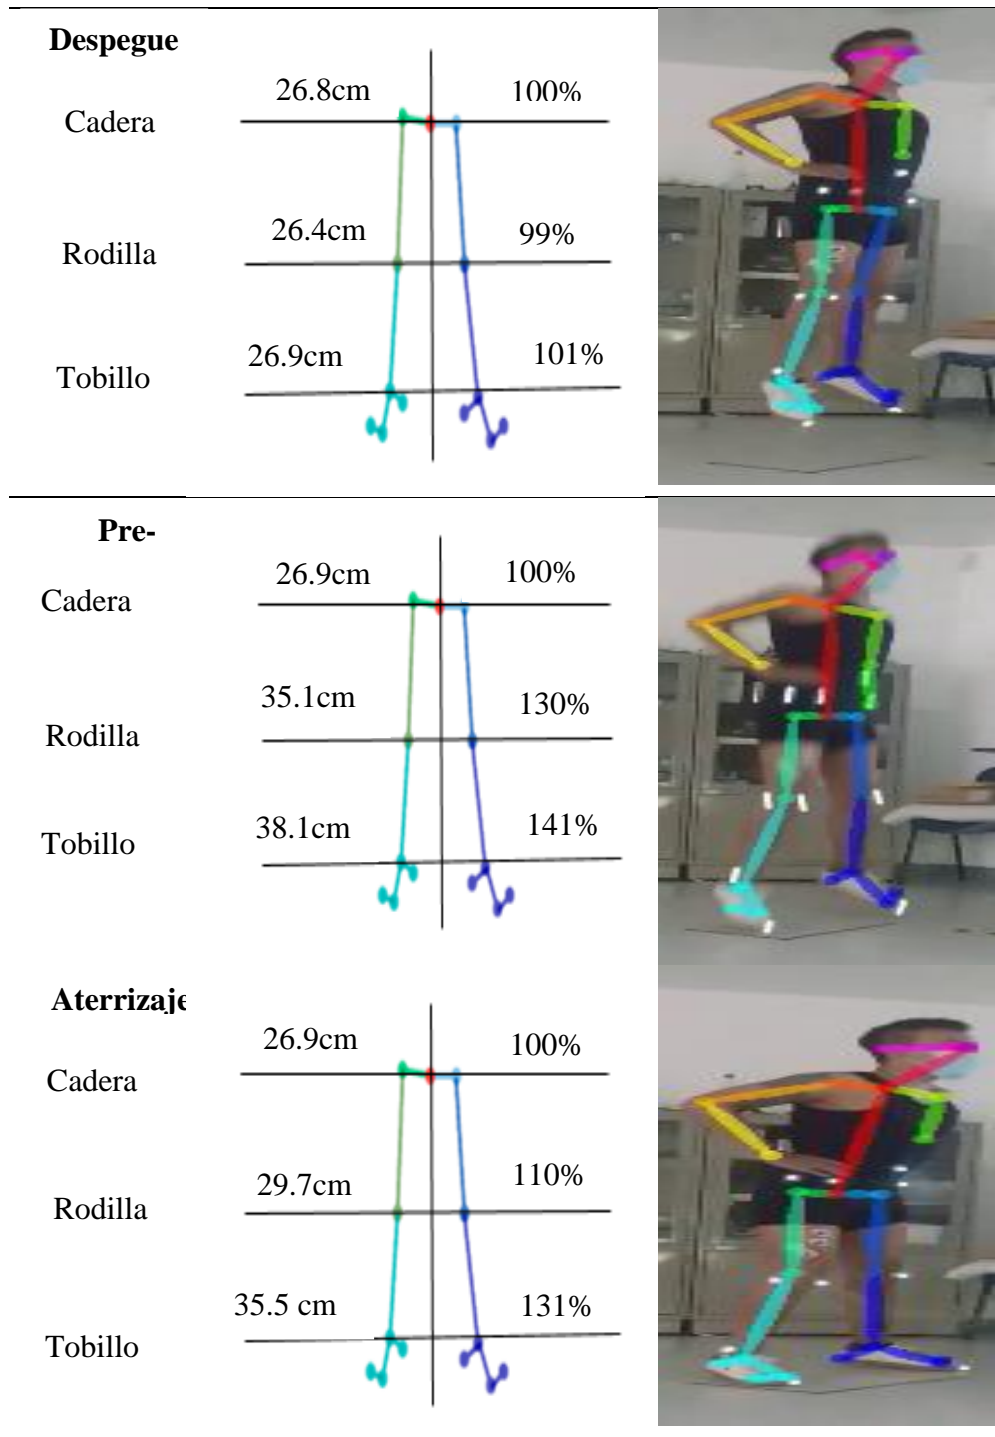 Despegue
26.8cm 100%
Cadera
26.4cm 99%
Rodilla
26.9cm 101%
Tobillo
Pre-
26.9cm 100%
Cadera
35.1cm 130%
Rodilla
38.1cm 141%
Tobillo
Aterrizaje
26.9cm 100%
Cadera
29.7cm 110%
Rodilla
35.5 cm 131%
Tobillo